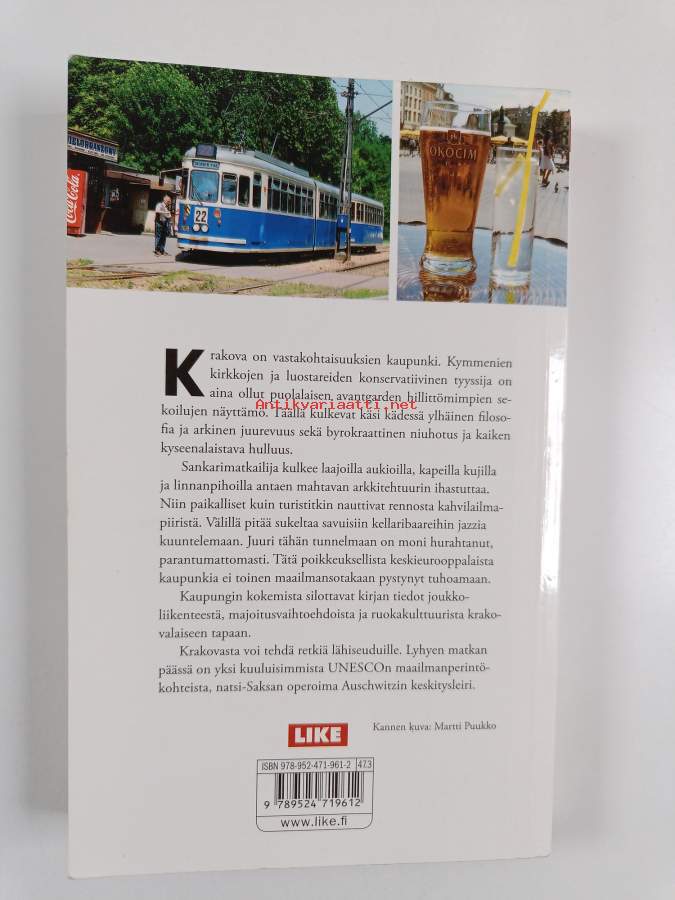 WIELOBRANŻOWY
Coca-Cola
22
OKOCIM
Krakova on vastakohtaisuuksien kaupunki. Kymmenien
kirkkojen ja luostareiden konservatiivinen tyyssija on
aina ollut puolalaisen avantgarden hillittömimpien se-
koilujen näyttämö. Täällä kulkevat käsi kädessä ylhäinen filoso-
fia ja arkinen juurevuus sekä byrokraattinen niuhotus ja kaiken
kyseenalaistava hulluus.
Sankarimatkailija kulkee laajoilla aukioilla, kapeilla kujilla
ja linnanpihoilla antaen mahtavan arkkitehtuurin ihastuttaa.
Niin paikalliset kuin turistitkin nauttivat rennosta kahvilailma-
piiristä. Välillä pitää sukeltaa savuisiin kellaribaareihin jazzia
kuuntelemaan. Juuri tähän tunnelmaan on moni hurahtanut,
parantumattomasti. Tätä poikkeuksellista keskieurooppalaista
kaupunkia ei toinen maailmansotakaan pystynyt tuhoamaan.
Kaupungin kokemista silottavat kirjan tiedot joukko-
liikenteestä, majoitusvaihtoehdoista ja ruokakulttuurista krako-
valaiseen tapaan.
Krakovasta voi tehdä retkiä lähiseuduille. Lyhyen matkan
päässä on yksi kuuluisimmista UNESCOn maailmanperintö-
kohteista, natsi-Saksan operoima Auschwitzin keskitysleiri.
Antikvariaatti.net
LIKE
Kannen kuva: Martti Puukko
ISBN 978-952-471-961-2 47.3
9 789524 719612
www.like.fi